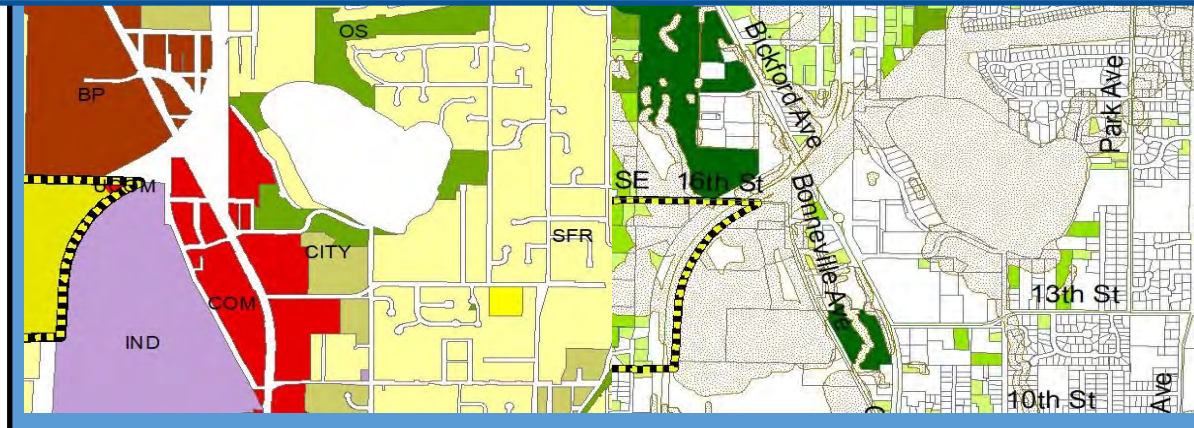 OS
BP
SFR
CITY
COM
IND
Bickford Ave
Park Ave
SE
16th St
Bonneville Ave
13th St
10th St
Ave